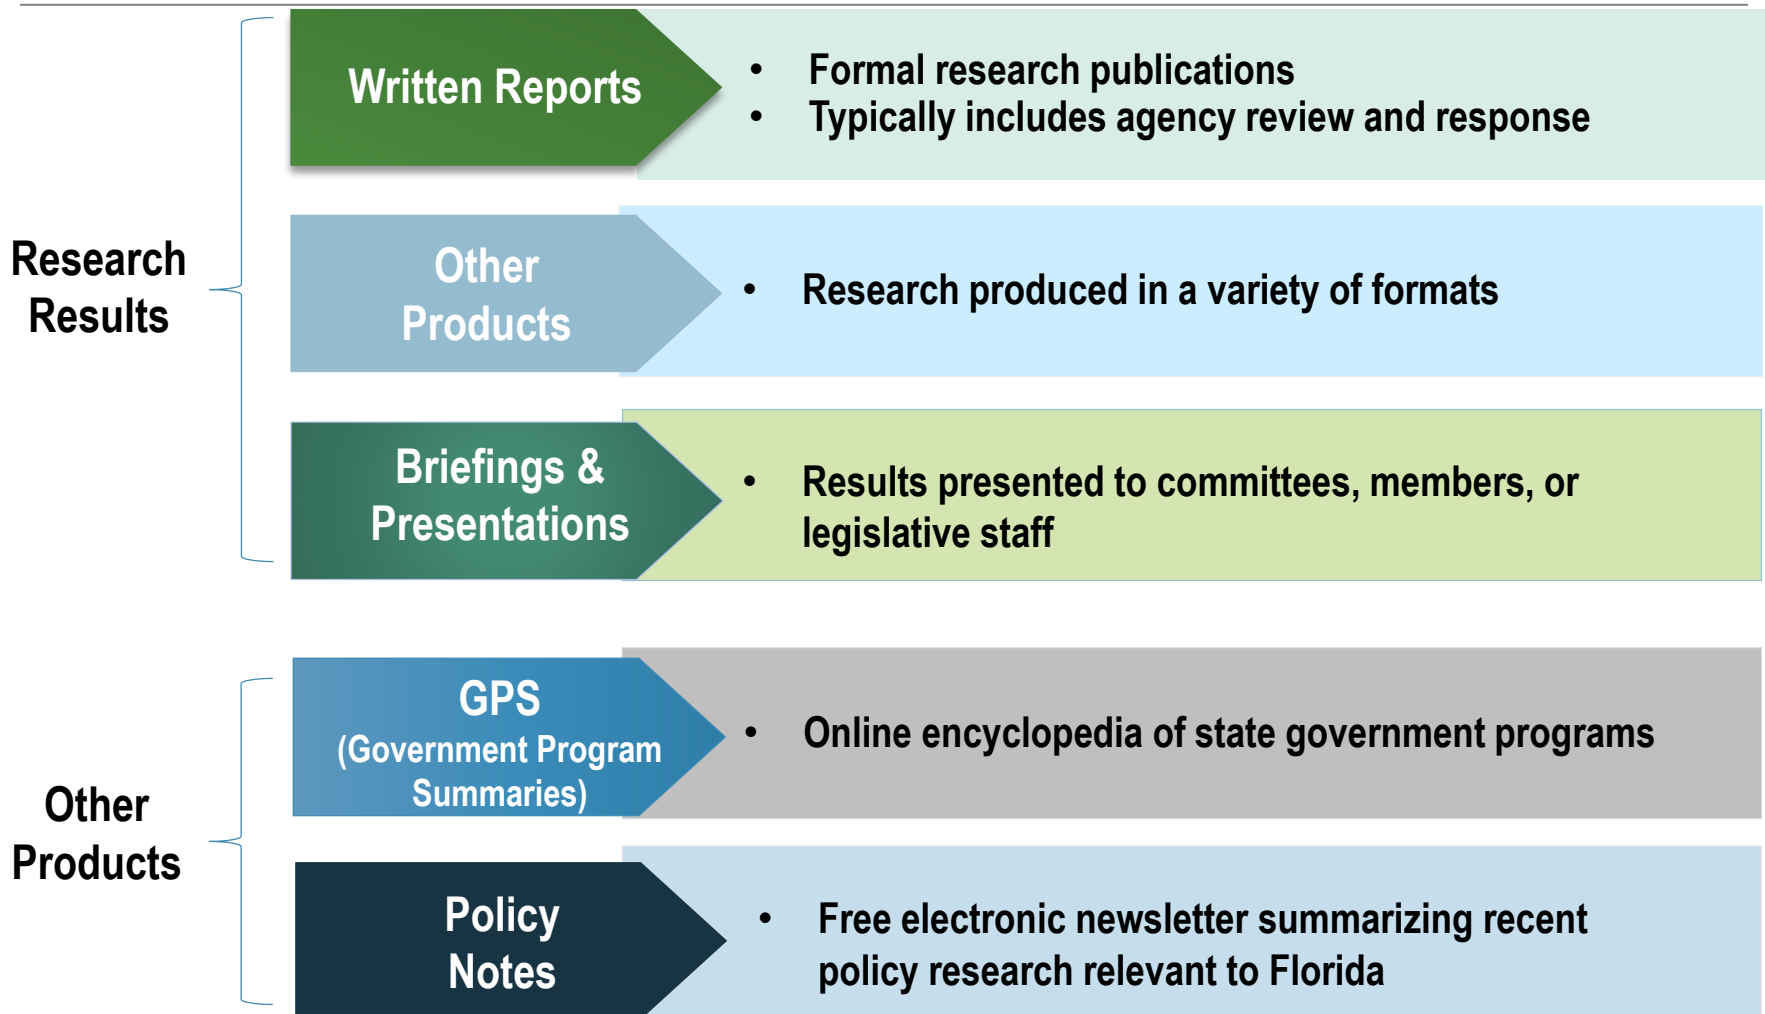 Research
Results
Written Reports
• Formal research publications
• Typically includes agency review and response
Other
Products
• Research produced in a variety of formats
Briefings &
Presentations
• Results presented to committees, members, or
legislative staff
Other
Products
GPS
(Government Program
Summaries)
• Online encyclopedia of state government programs
Policy
Notes
• Free electronic newsletter summarizing recent
policy research relevant to Florida